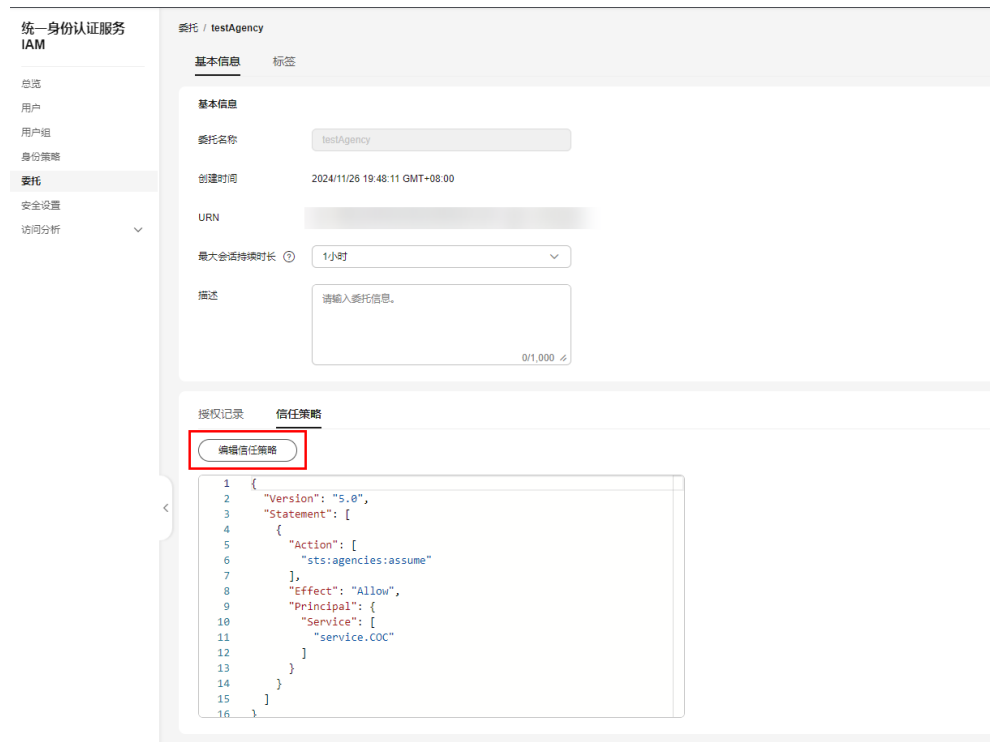 统一身份认证服务
IAM
总览
用户
用户组
身份策略
委托
安全设置
访问分析
委托 / testAgency
基本信息 标签
基本信息
委托名称 testAgency
创建时间 2024/11/26 19:48:11 GMT+08:00
URN
最大会话持续时长 ? 1小时
描述 请输入委托信息。
0/1,000
授权记录 信任策略
编辑信任策略
1 {
2 "Version": "5.0",
3 "Statement": [
4 {
5 "Action": [
6 "sts:agencies:assume"
7 ],
8 "Effect": "Allow",
9 "Principal": {
10 "Service": [
11 "service.COC"
12 ]
13 }
14 }
15 ]
16 }